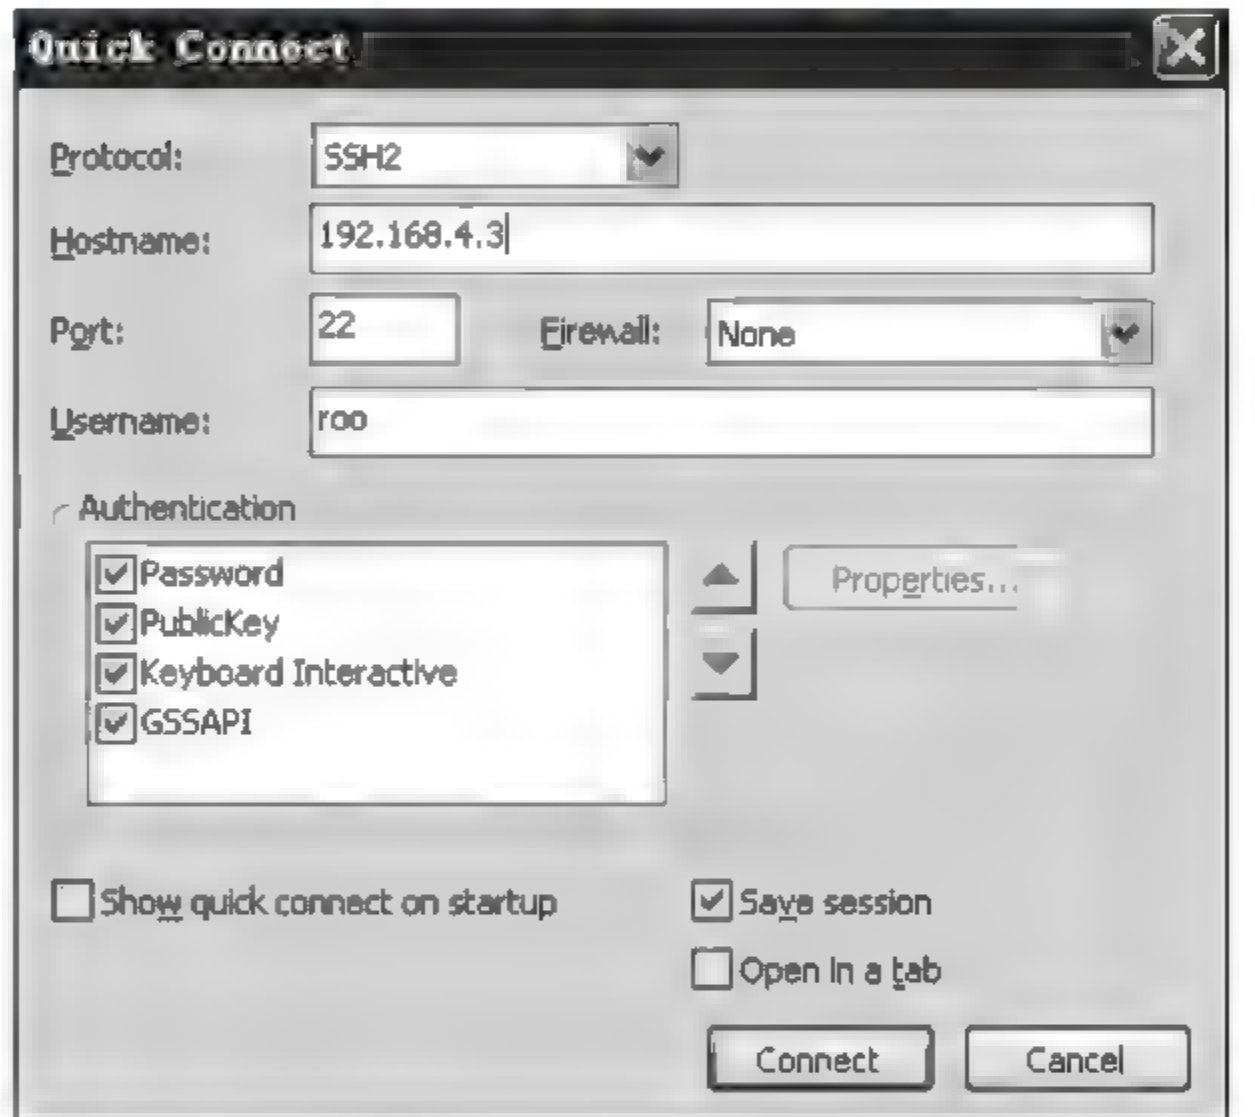 Quick Connect
Protocol: SSH2
Hostname: 192.168.4.3
Port: 22 Firewall: None
Username: roo
Authentication
Password Properties...
PublicKey
Keyboard Interactive
GSSAPI
Show quick connect on startup Save session
Open in a tab
Connect Cancel